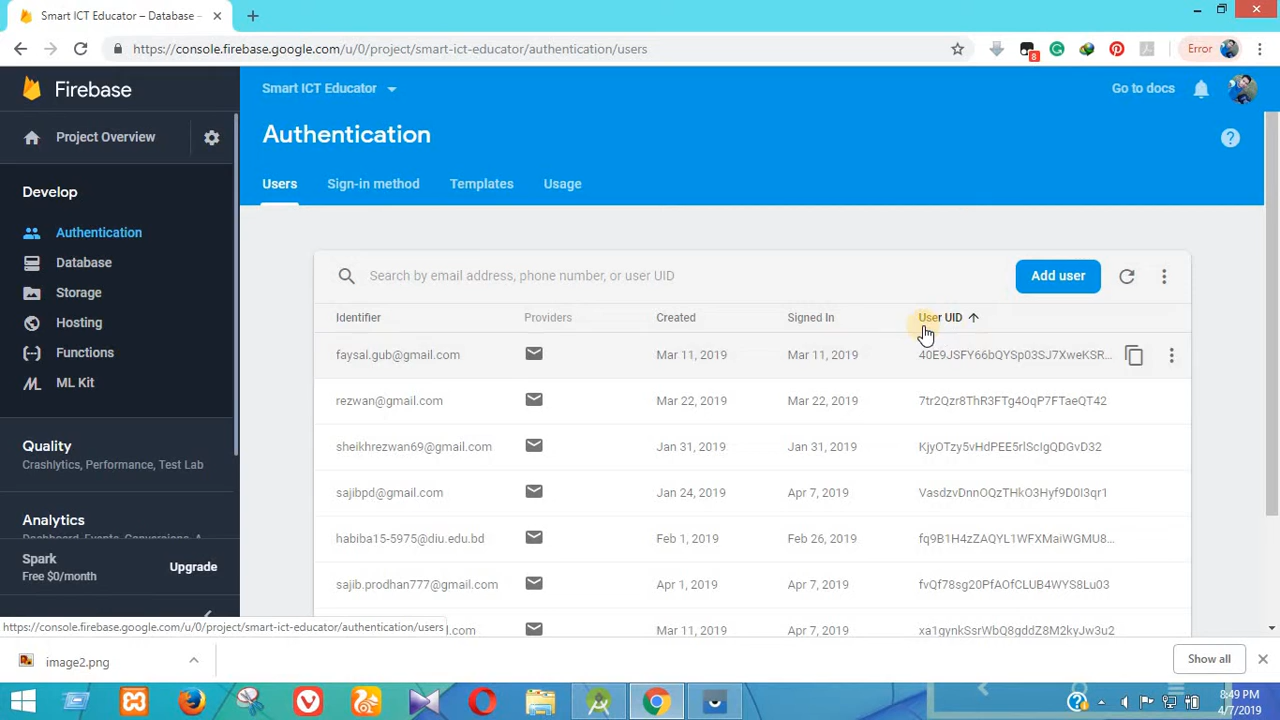 Smart ICT Educator – Database -
https://console.firebase.google.com/u/0/project/smart-ict-educator/authentication/users
8
Error
Firebase
Smart ICT Educator
Go to docs
Project Overview
Authentication
Users
Sign-in method
Templates
Usage
Develop
Authentication
Database
Storage
Hosting
Functions
ML Kit
Quality
Crashlytics, Performance, Test Lab
Analytics
Spark
Free $0/month
Upgrade
Search by email address, phone number, or user UID
Add user
Identifier
Providers
Created
Signed In
User UID
faysal.gub@gmail.com
Mar 11, 2019
Mar 11, 2019
40E9JSFY66bQYSp03SJ7XweKSR...
rezwan@gmail.com
Mar 22, 2019
Mar 22, 2019
7tr2Qzr8ThR3FTg4OqP7FTaeQT42
sheikhrezwan69@gmail.com
Jan 31, 2019
Jan 31, 2019
KjyOTzy5vHdPEE5rlScIgQDGvD32
sajibpd@gmail.com
Jan 24, 2019
Apr 7, 2019
VasdzvDnnOQzTHkO3Hyf9D0I3qr1
habiba15-5975@diu.edu.bd
Feb 1, 2019
Feb 26, 2019
fq9B1H4zZAQYL1WFXMaiWGMU8...
sajib.prodhan777@gmail.com
Apr 1, 2019
Apr 7, 2019
fvQf78sg20PfAOfCLUB4WYS8Lu03
.com
Mar 11, 2019
Apr 7, 2019
xa1gynkSsrWbQ8gddZ8M2kyJw3u2
https://console.firebase.google.com/u/0/project/smart-ict-educator/authentication/users
image2.png
Show all
8:49 PM
4/7/2019